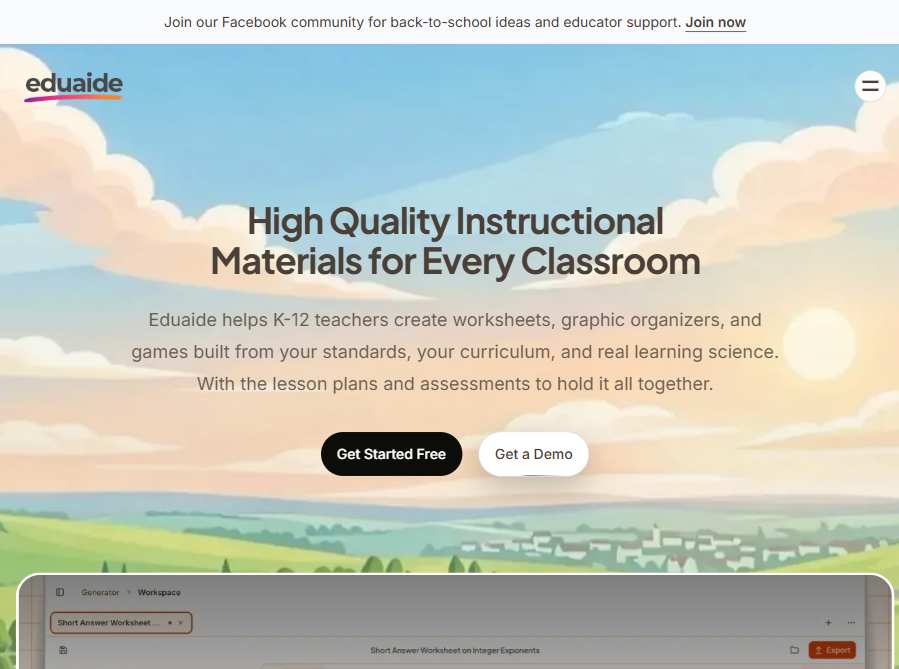 Join our Facebook community for back-to-school ideas and educator support. Join now
eduaide
High Quality Instructional
Materials for Every Classroom
Eduaide helps K-12 teachers create worksheets, graphic organizers, and
games built from your standards, your curriculum, and real learning science.
With the lesson plans and assessments to hold it all together.
Get Started Free
Get a Demo
Generator > Workspace
Short Answer Worksheet ...
Short Answer Worksheet on Integer Exponents
Export